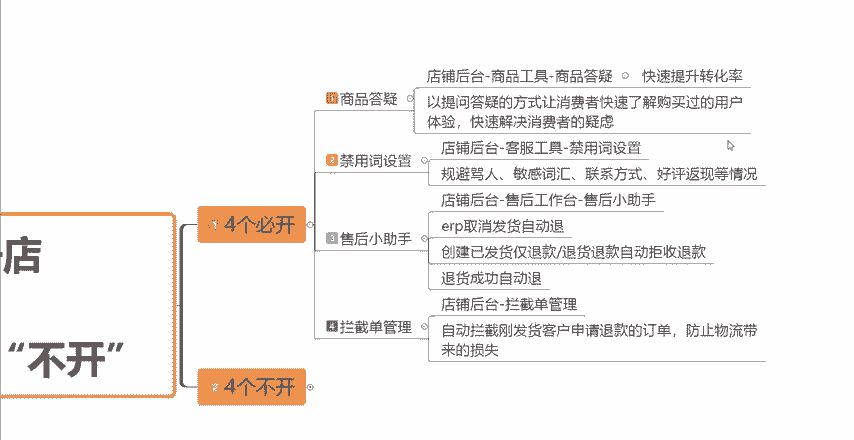 店
“不开”
1 4个必开
1 商品答疑
店铺后台-商品工具-商品答疑
快速提升转化率
以提问答疑的方式让消费者快速了解购买过的用户
体验，快速解决消费者的疑虑
2 禁用词设置
店铺后台-客服工具-禁用词设置
规避骂人、敏感词汇、联系方式、好评返现等情况
3 售后小助手
店铺后台-售后工作台-售后小助手
erp取消发货自动退
创建已发货仅退款/退货退款自动拒收退款
退货成功自动退
4 拦截单管理
店铺后台-拦截单管理
自动拦截刚发货客户申请退款的订单，防止物流带
来的损失
2 4个不开